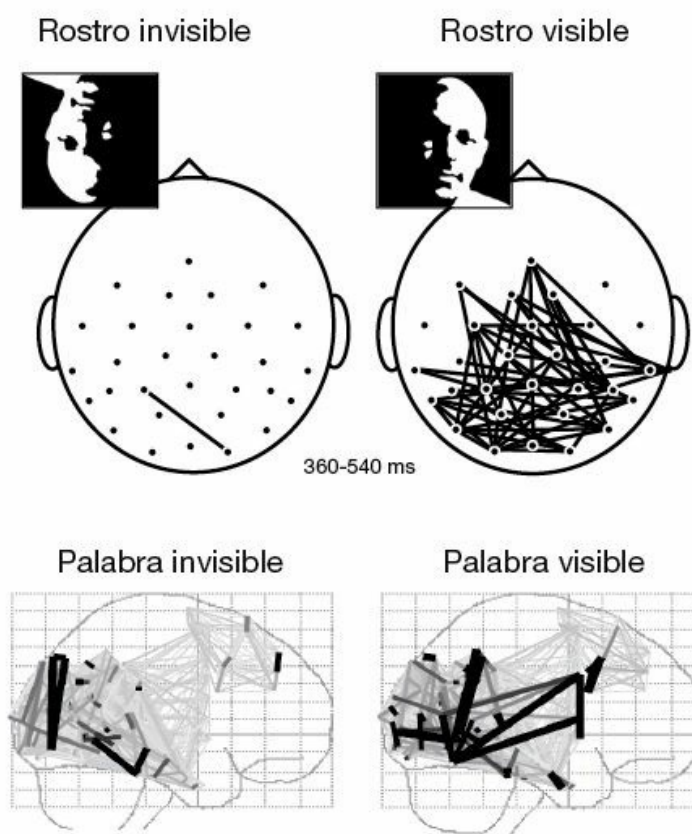 Rostro invisible
Rostro visible
360-540 ms
Palabra invisible
Palabra visible